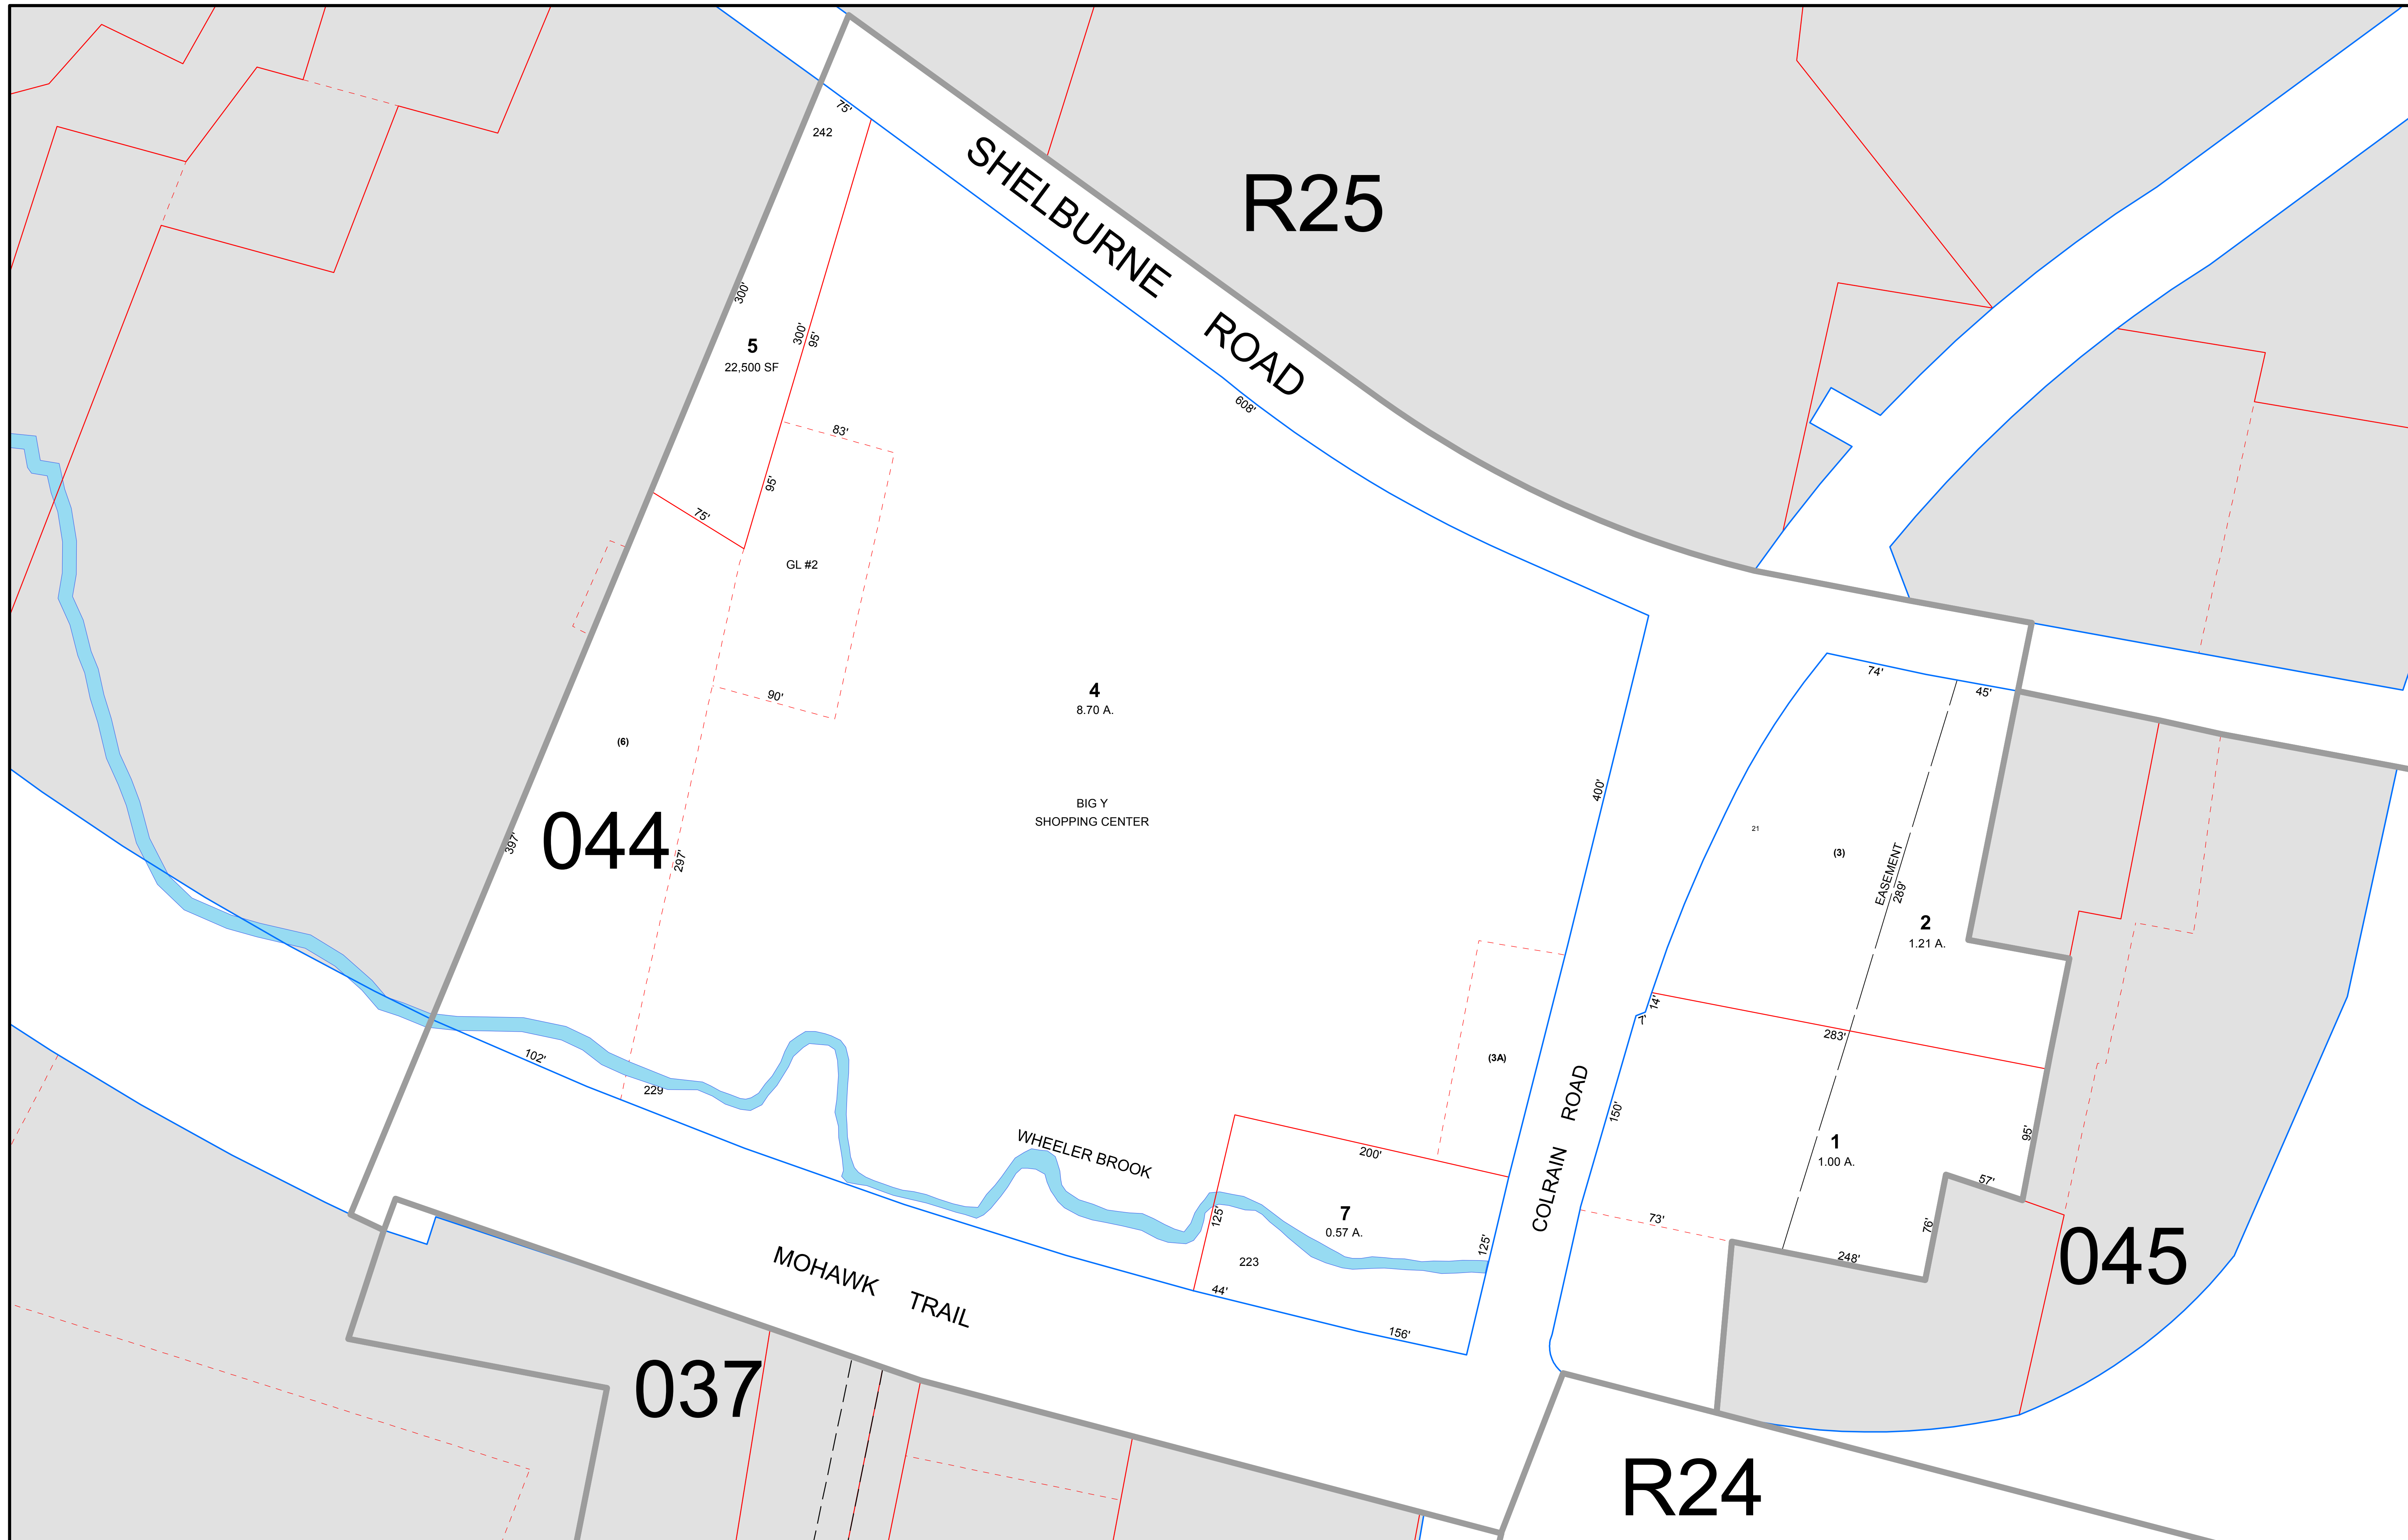 75'
242
SHELBURNE ROAD
R25
300'
300'
95'
5
22,500 SF
608'
83'
95'
75'
GL #2
90'
4
8.70 A.
74'
45'
(6)
BIG Y
SHOPPING CENTER
400'
21
(3)
EASEMENT
289'
2
1.21 A.
044
397'
297'
14'
7'
283'
102'
229
(3A)
WHEELER BROOK
200'
COLRAIN ROAD
150'
1
1.00 A.
95'
57'
76'
248'
73'
125'
7
0.57 A.
125'
223
44'
156'
045
MOHAWK TRAIL
037
R24